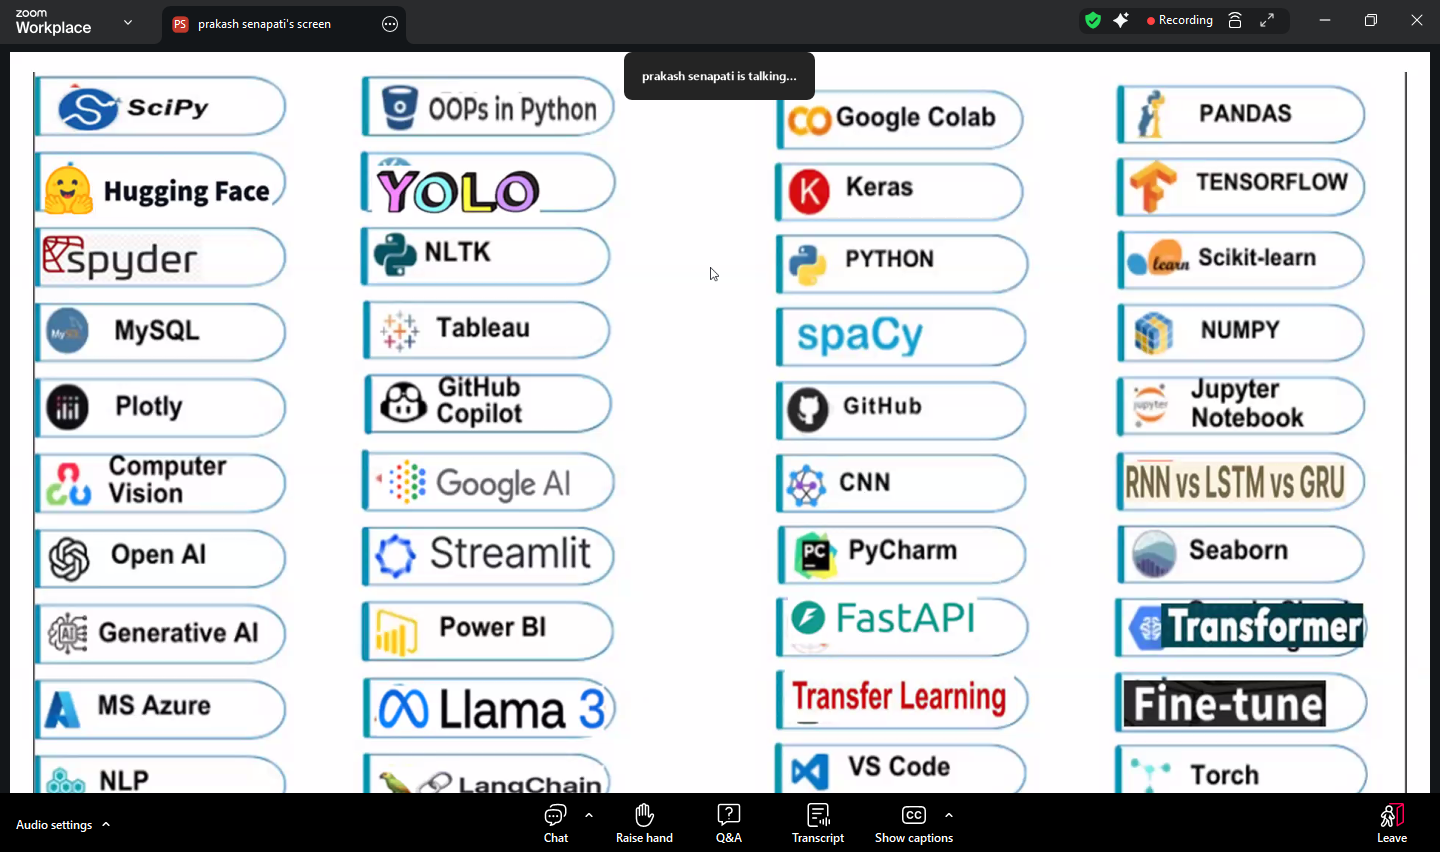 zoom
Workplace
PS prakash senapati's screen
Recording
prakash senapati is talking...
SciPy
Hugging Face
spyder
MySQL
Plotly
Computer
Vision
Open AI
Generative AI
MS Azure
NLP
OOPs in Python
YOLO
NLTK
Tableau
GitHub
Copilot
Google AI
Streamlit
Power BI
Llama 3
LangChain
Google Colab
Keras
PYTHON
spaCy
GitHub
CNN
PyCharm
FastAPI
Transfer Learning
VS Code
PANDAS
TENSORFLOW
learn Scikit-learn
NUMPY
jupyter
Jupyter
Notebook
RNN vs LSTM vs GRU
Seaborn
Transformer
Fine-tune
Torch
Audio settings
Chat
Raise hand
Q&A
Transcript
CC
Show captions
Leave